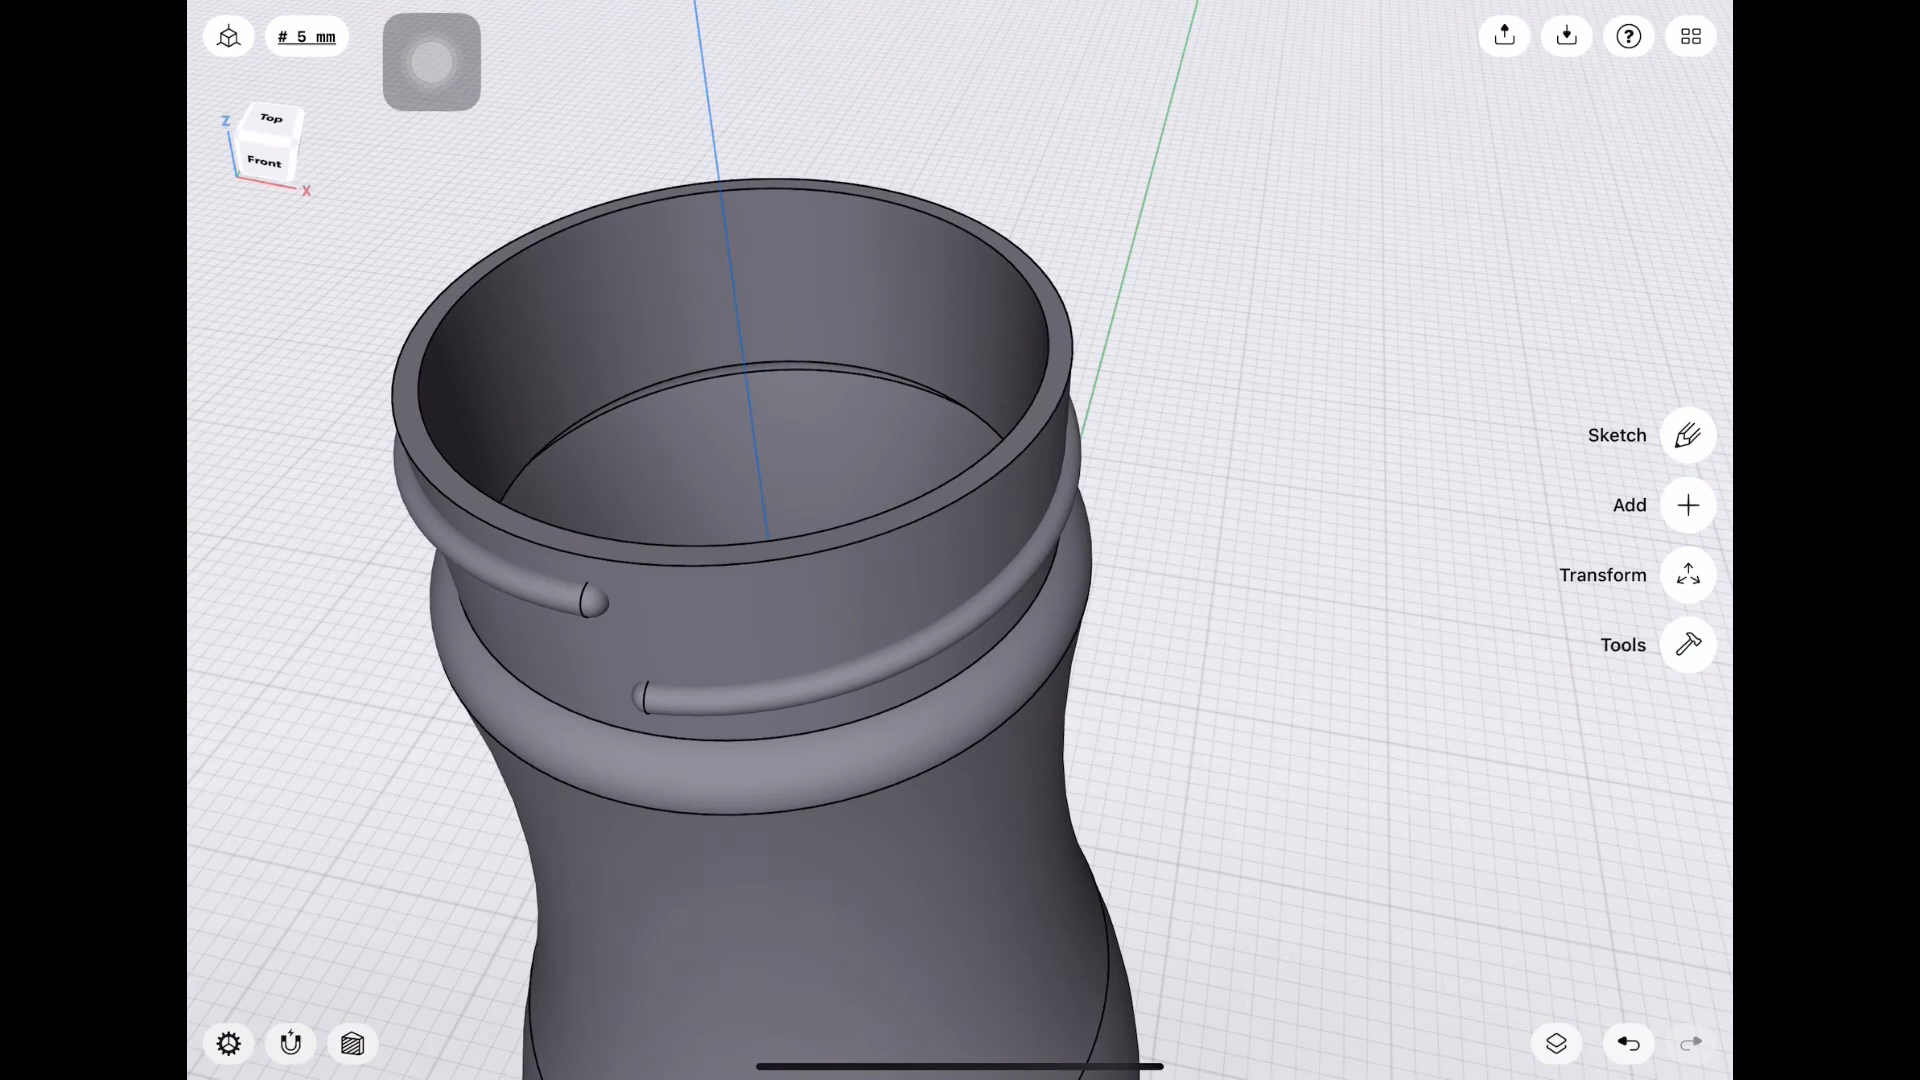 # 5 mm
Top
Z
Front
X
Sketch
Add
Transform
Tools
?